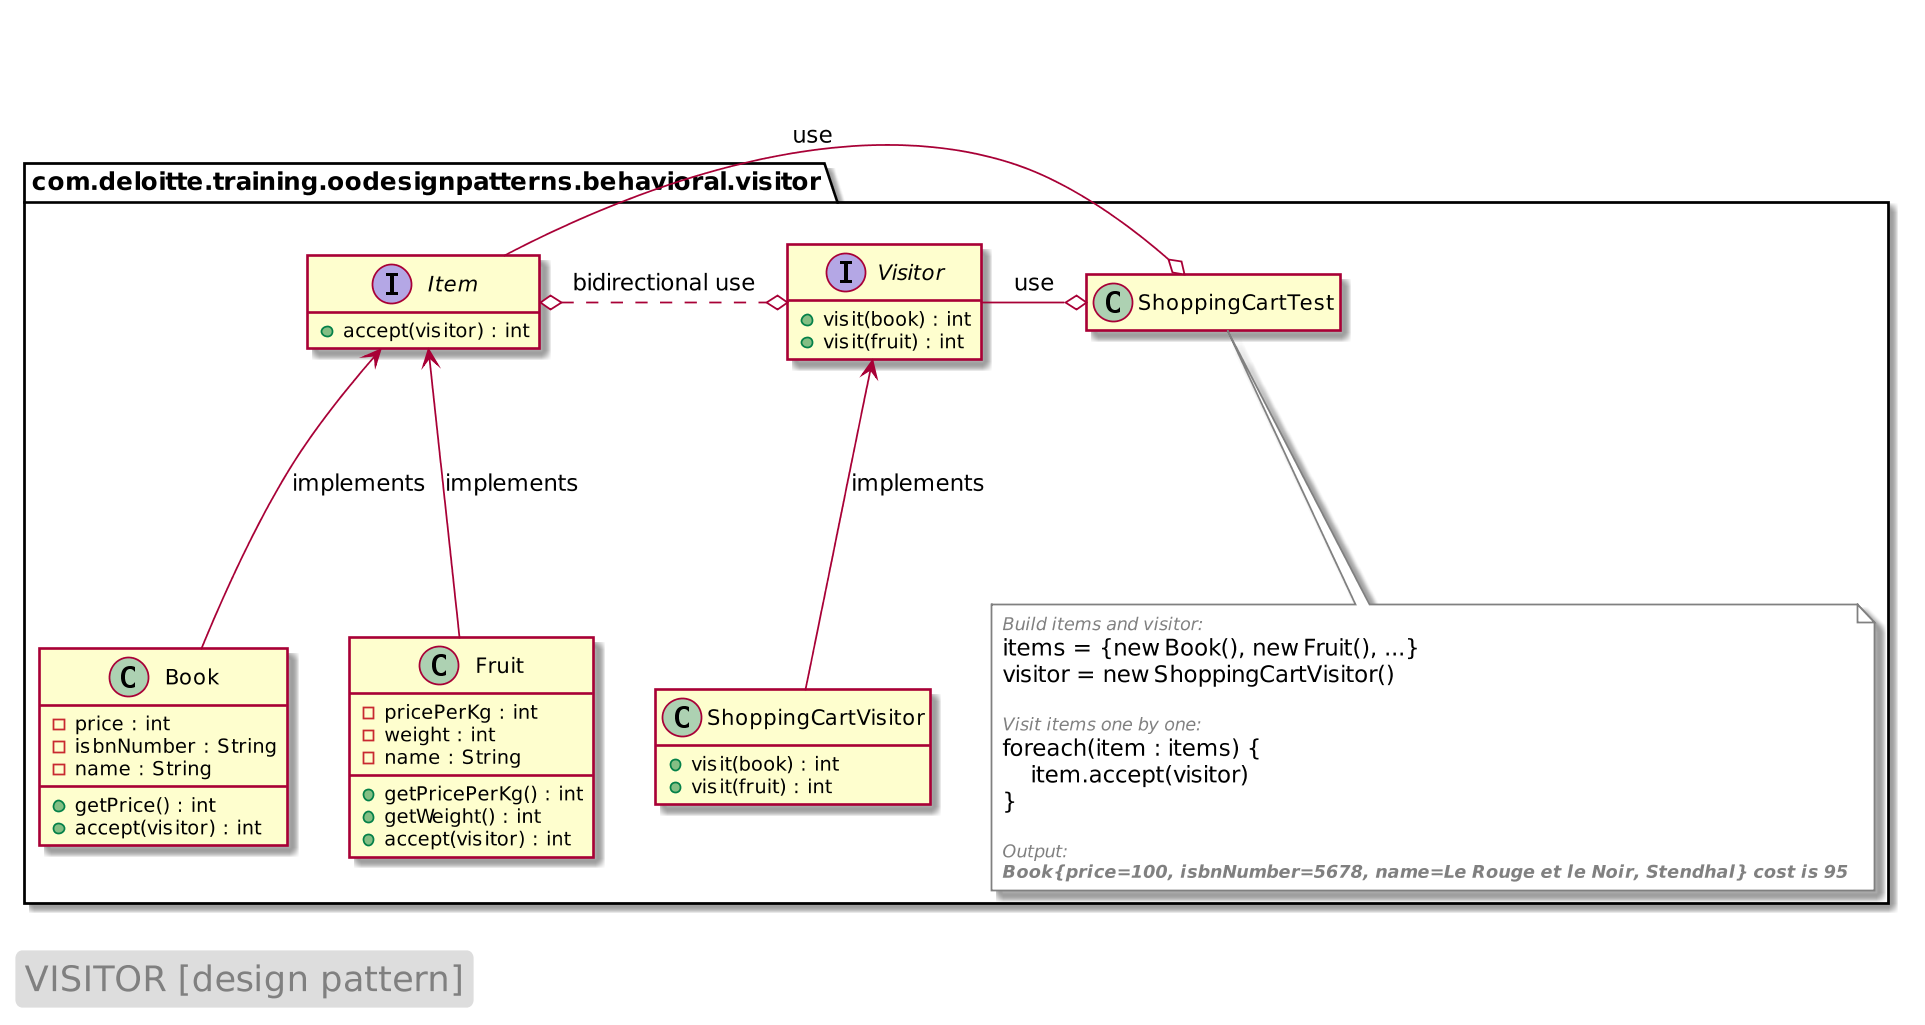 use
com.deloitte.training.oodesignpatterns.behavioral.visitor
I Item
accept(visitor) : int
bidirectional use
I Visitor
visit(book) : int
visit(fruit) : int
use
C ShoppingCartTest
implements
implements
implements
C Book
price : int
isbnNumber : String
name : String
getPrice() : int
accept(visitor) : int
C Fruit
pricePerKg : int
weight : int
name : String
getPricePerKg() : int
getWeight() : int
accept(visitor) : int
C ShoppingCartVisitor
visit(book) : int
visit(fruit) : int
Build items and visitor:
items = {new Book(), new Fruit(), ...}
visitor = new ShoppingCartVisitor()
Visit items one by one:
foreach(item : items) {
item.accept(visitor)
}
Output:
Book{price=100, isbnNumber=5678, name=Le Rouge et le Noir, Stendhal} cost is 95
VISITOR [design pattern]